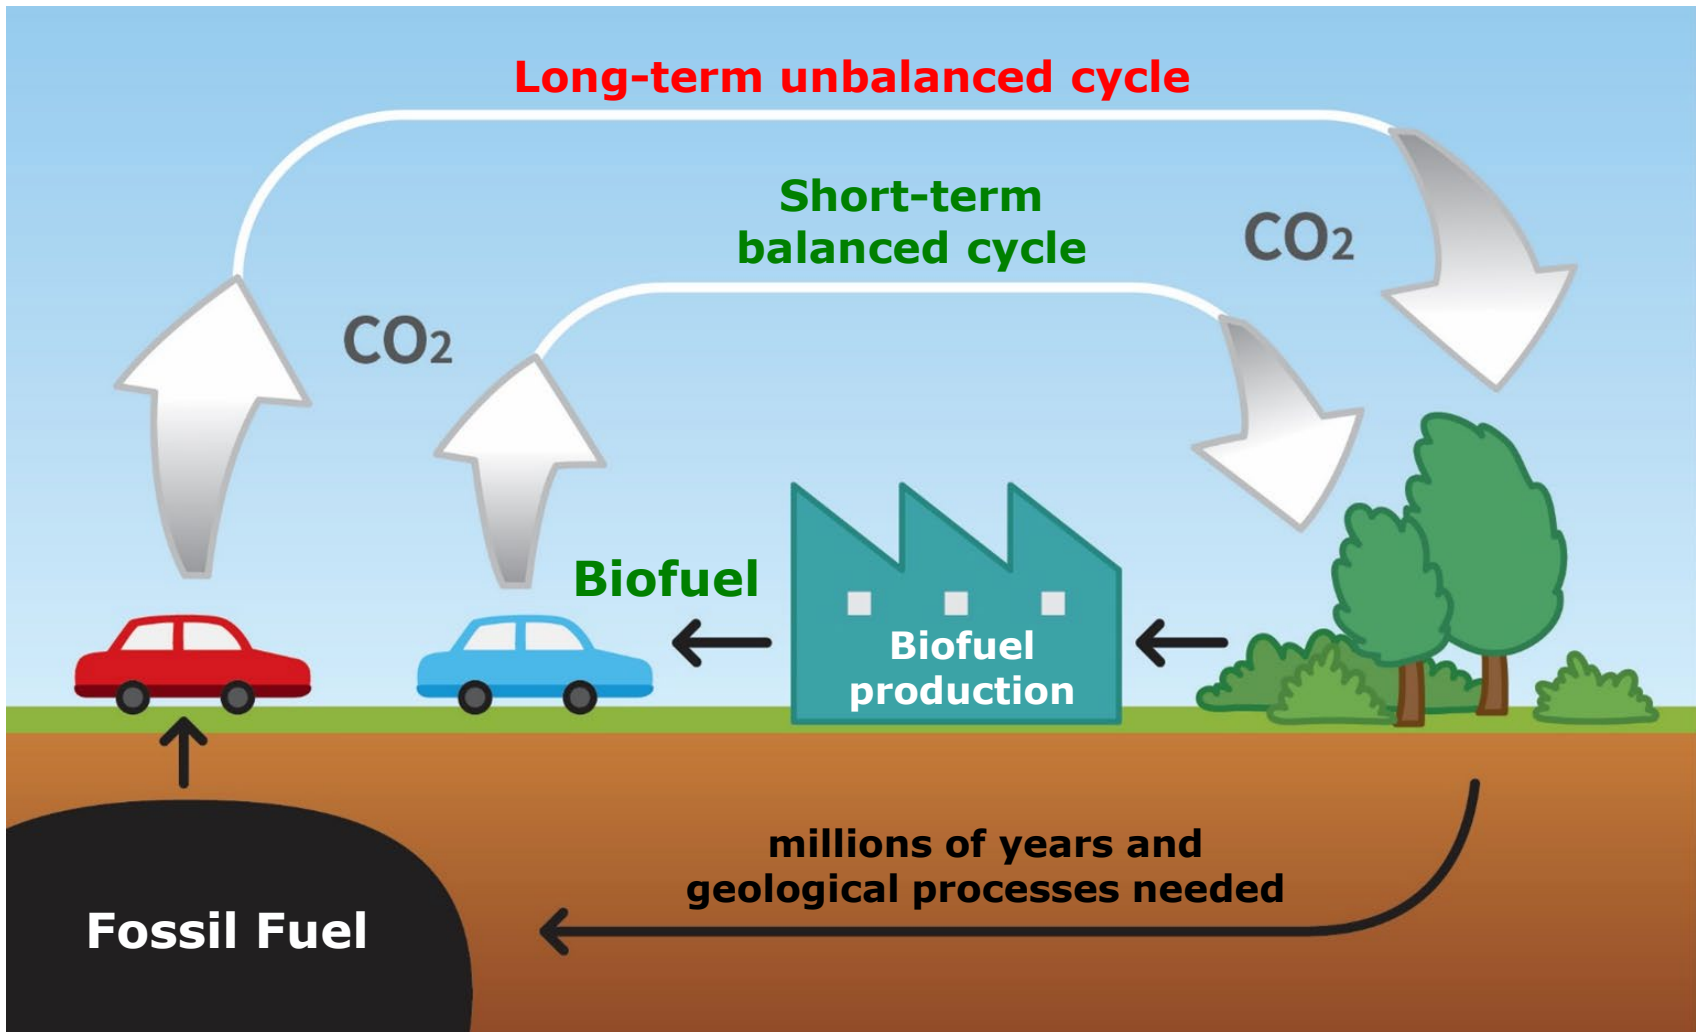 Long-term unbalanced cycle
Short-term
balanced cycle
CO2
CO2
Biofuel
Biofuel
production
millions of years and
geological processes needed
Fossil Fuel